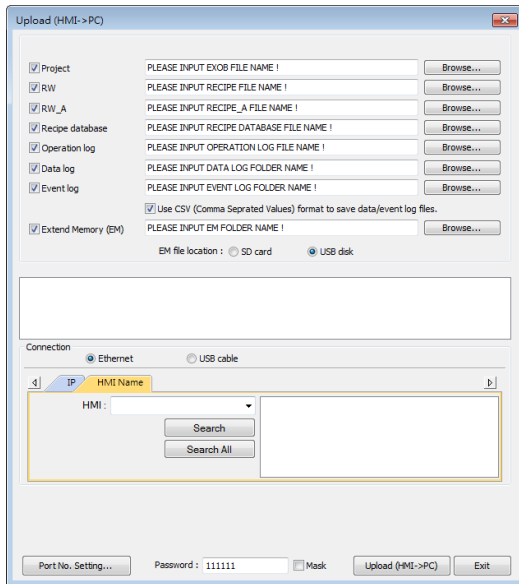 Upload (HMI->PC)
Project PLEASE INPUT EXOB FILE NAME ! Browse...
RW PLEASE INPUT RECIPE FILE NAME ! Browse...
RW_A PLEASE INPUT RECIPE_A FILE NAME ! Browse...
Recipe database PLEASE INPUT RECIPE DATABASE FILE NAME ! Browse...
Operation log PLEASE INPUT OPERATION LOG FILE NAME ! Browse...
Data log PLEASE INPUT DATA LOG FOLDER NAME ! Browse...
Event log PLEASE INPUT EVENT LOG FOLDER NAME ! Browse...
Use CSV (Comma Seprated Values) format to save data/event log files.
Extend Memory (EM) PLEASE INPUT EM FOLDER NAME ! Browse...
EM file location : SD card USB disk
Connection
Ethernet USB cable
IP HMI Name
HMI :
Search
Search All
Port No. Setting... Password : 111111 Mask Upload (HMI->PC) Exit